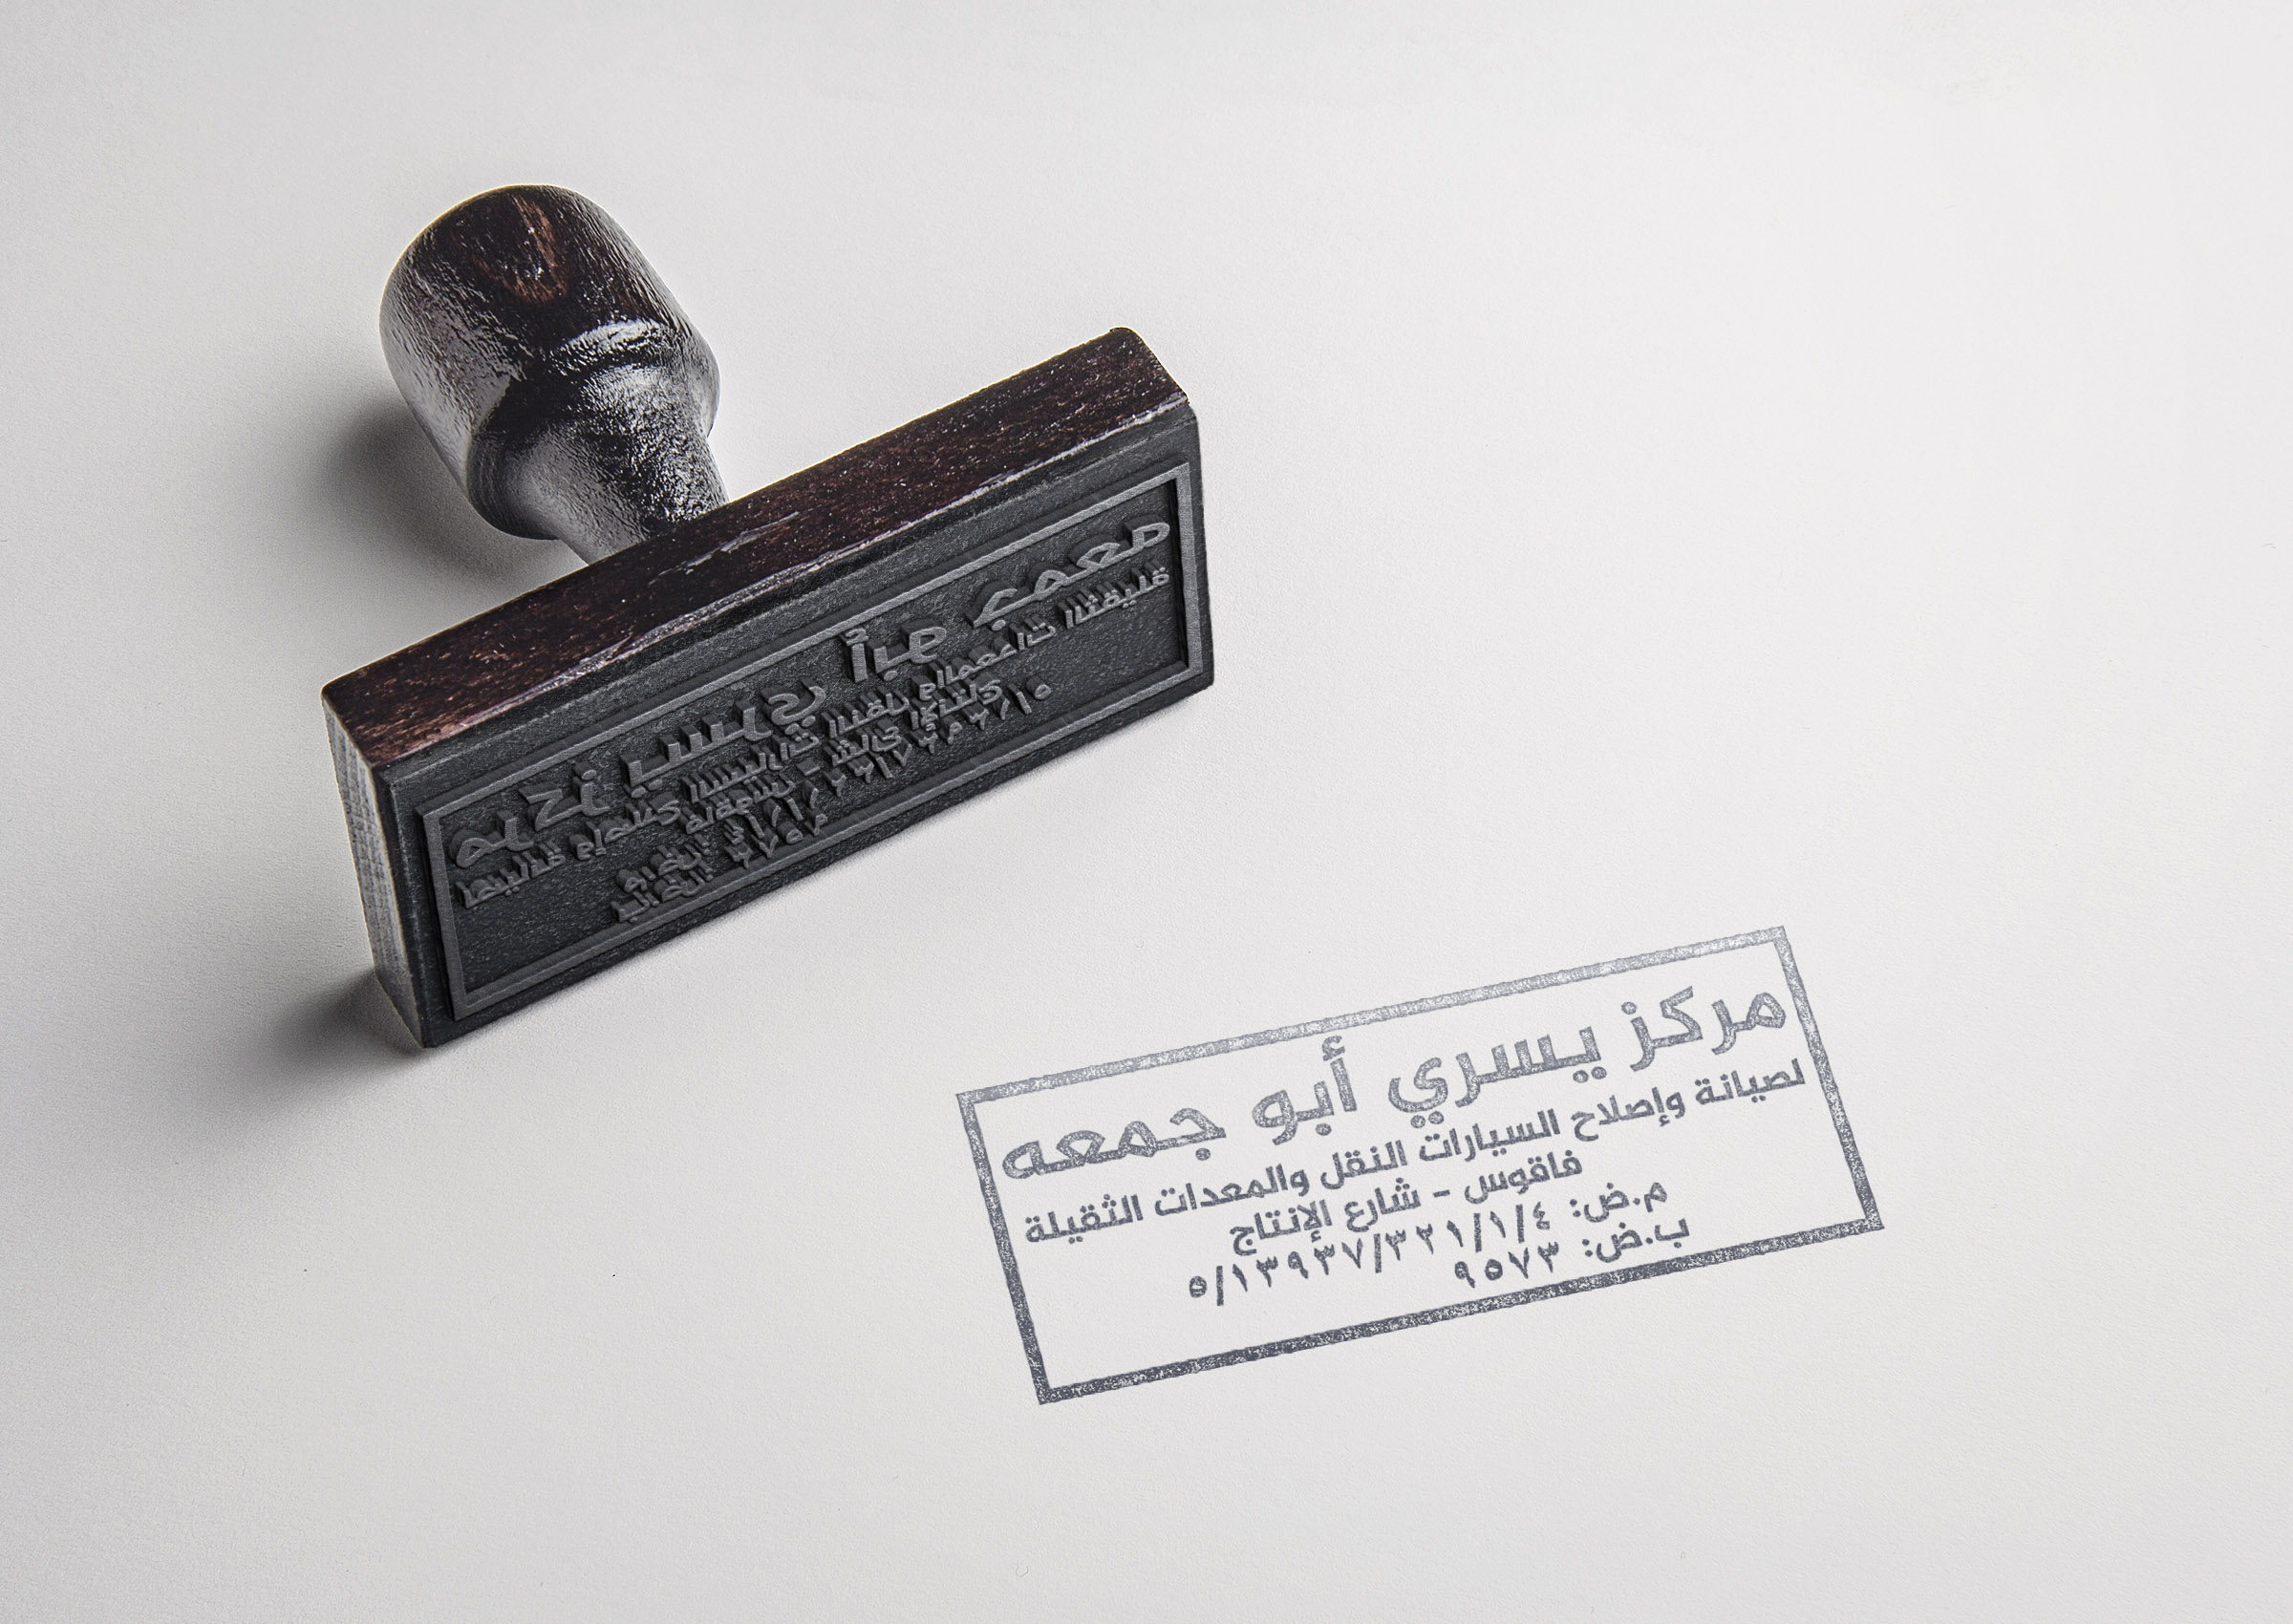 مركز يسري أبو جمعه
لصيانة وإصلاح السيارات النقل والمعدات الثقيلة
فاقوس - شارع الإنتاج
م.ض: ٥/١٣٩٣٧/٣٢١/١/٤
ب.ض: ٩٥٧٣